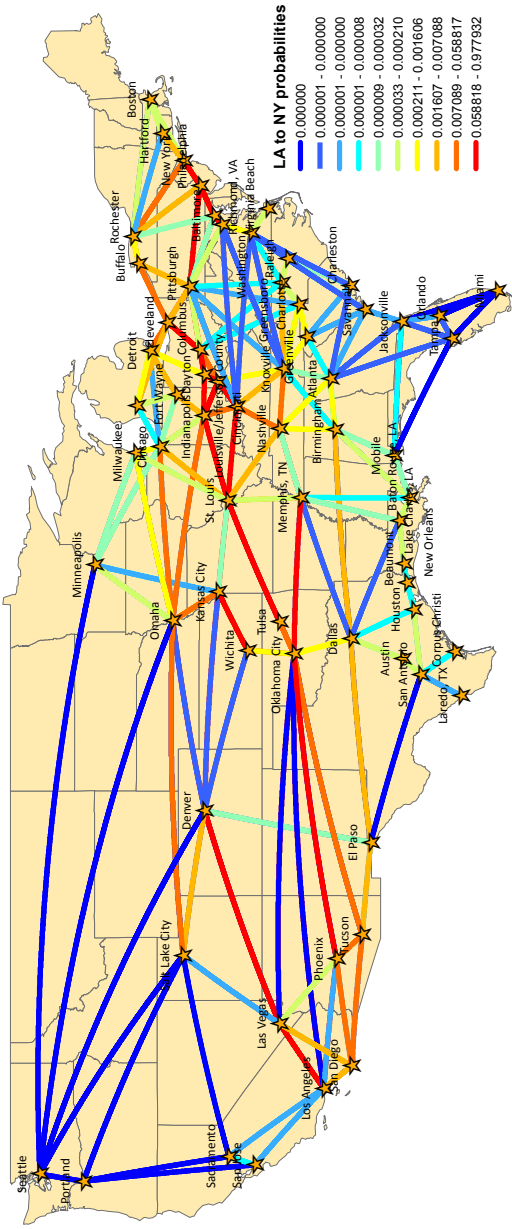 LA to NY probabilities
0.000000
0.000001 - 0.000000
0.000001 - 0.000000
0.000001 - 0.000008
0.000009 - 0.000032
0.000033 - 0.000210
0.000211 - 0.001606
0.001607 - 0.007088
0.007089 - 0.058817
0.058818 - 0.977932
Seattle
Portland
Sacramento
San Jose
Los Angeles
San Diego
Las Vegas
Phoenix
Tucson
Salt Lake City
Denver
El Paso
Minneapolis
Omaha
Kansas City
Wichita
Tulsa
Oklahoma City
Dallas
Austin
San Antonio
Laredo, TX
Corpus Christi
Houston
Beaumont
Lake Charles, LA
Baton Rouge, LA
New Orleans
Mobile
Memphis, TN
St. Louis
Milwaukee
Chicago
Fort Wayne
Detroit
Indianapolis
Dayton
Columbus
Cleveland
Louisville/Jefferson County
Cincinnati
Nashville
Birmingham
Atlanta
Knoxville
Greenville
Charlotte
Greensboro
Raleigh
Savannah
Charleston
Jacksonville
Orlando
Tampa
Miami
Pittsburgh
Buffalo
Rochester
Washington
Baltimore
Richmond, VA
Virginia Beach
Philadelphia
New York
Hartford
Boston